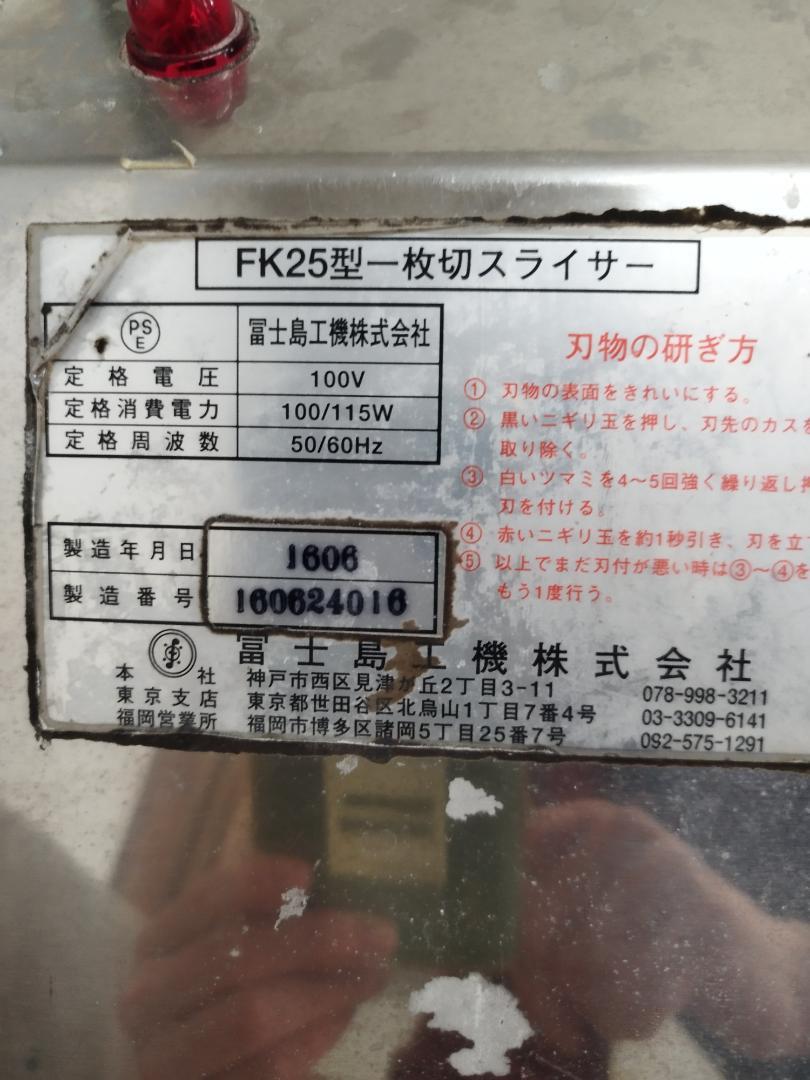 FK25型一枚切スライサー
PS
E
冨士島工機株式会社
定格電圧 100V
定格消費電力 100/115W
定格周波数 50/60Hz
製造年月日 1606
製造番号 160624016
刃物の研ぎ方
① 刃物の表面をきれいにする。
② 黒いニギリ玉を押し、刃先のカスを
取り除く。
③ 白いツマミを4〜5回強く繰り返し押
刃を付ける。
④ 赤いニギリ玉を約1秒引き、刃を立
⑤ 以上でまだ刃付が悪い時は③〜④を
もう1度行う。
冨士島工機株式会社
本社 神戸市西区見津が丘2丁目3-11 078-998-3211
東京支店 東京都世田谷区北烏山1丁目7番4号 03-3309-6141
福岡営業所 福岡市博多区諸岡5丁目25番7号 092-575-1291